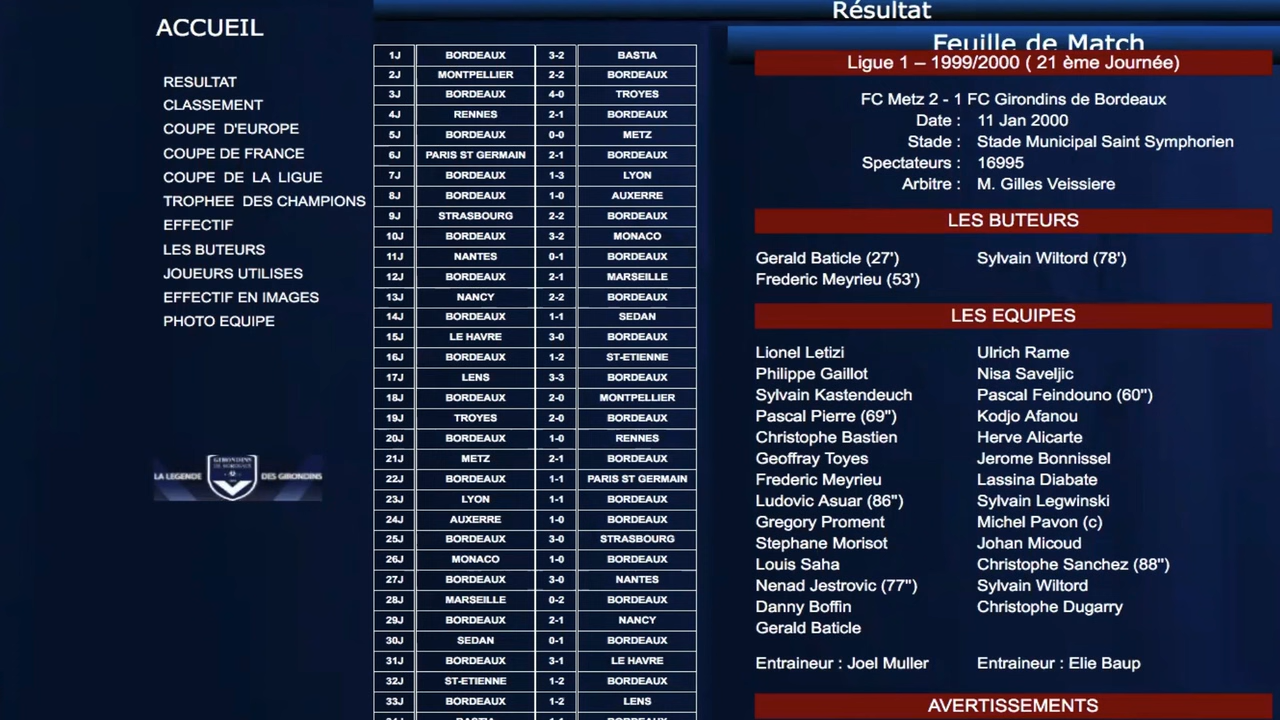 ACCUEIL
RESULTAT
CLASSEMENT
COUPE D'EUROPE
COUPE DE FRANCE
COUPE DE LA LIGUE
TROPHEE DES CHAMPIONS
EFFECTIF
LES BUTEURS
JOUEURS UTILISES
EFFECTIF EN IMAGES
PHOTO EQUIPE
LA LEGENDE GIRONDINS DE BORDEAUX DES GIRONDINS
Résultat
1J BORDEAUX 3-2 BASTIA
2J MONTPELLIER 2-2 BORDEAUX
3J BORDEAUX 4-0 TROYES
4J RENNES 2-1 BORDEAUX
5J BORDEAUX 0-0 METZ
6J PARIS ST GERMAIN 2-1 BORDEAUX
7J BORDEAUX 1-3 LYON
8J BORDEAUX 1-0 AUXERRE
9J STRASBOURG 2-2 BORDEAUX
10J BORDEAUX 3-2 MONACO
11J NANTES 0-1 BORDEAUX
12J BORDEAUX 2-1 MARSEILLE
13J NANCY 2-2 BORDEAUX
14J BORDEAUX 1-1 SEDAN
15J LE HAVRE 3-0 BORDEAUX
16J BORDEAUX 1-2 ST-ETIENNE
17J LENS 3-3 BORDEAUX
18J BORDEAUX 2-0 MONTPELLIER
19J TROYES 2-0 BORDEAUX
20J BORDEAUX 1-0 RENNES
21J METZ 2-1 BORDEAUX
22J BORDEAUX 1-1 PARIS ST GERMAIN
23J LYON 1-1 BORDEAUX
24J AUXERRE 1-0 BORDEAUX
25J BORDEAUX 3-0 STRASBOURG
26J MONACO 1-0 BORDEAUX
27J BORDEAUX 3-0 NANTES
28J MARSEILLE 0-2 BORDEAUX
29J BORDEAUX 2-1 NANCY
30J SEDAN 0-1 BORDEAUX
31J BORDEAUX 3-1 LE HAVRE
32J ST-ETIENNE 1-2 BORDEAUX
33J BORDEAUX 1-2 LENS
Feuille de Match
Ligue 1 – 1999/2000 ( 21 ème Journée)
FC Metz 2 - 1 FC Girondins de Bordeaux
Date : 11 Jan 2000
Stade : Stade Municipal Saint Symphorien
Spectateurs : 16995
Arbitre : M. Gilles Veissiere
LES BUTEURS
Gerald Baticle (27') Sylvain Wiltord (78')
Frederic Meyrieu (53')
LES EQUIPES
Lionel Letizi Ulrich Rame
Philippe Gaillot Nisa Saveljic
Sylvain Kastendeuch Pascal Feindouno (60")
Pascal Pierre (69") Kodjo Afanou
Christophe Bastien Herve Alicarte
Geoffray Toyes Jerome Bonnissel
Frederic Meyrieu Lassina Diabate
Ludovic Asuar (86") Sylvain Legwinski
Gregory Proment Michel Pavon (c)
Stephane Morisot Johan Micoud
Louis Saha Christophe Sanchez (88")
Nenad Jestrovic (77") Sylvain Wiltord
Danny Boffin Christophe Dugarry
Gerald Baticle
Entraineur : Joel Muller Entraineur : Elie Baup
AVERTISSEMENTS